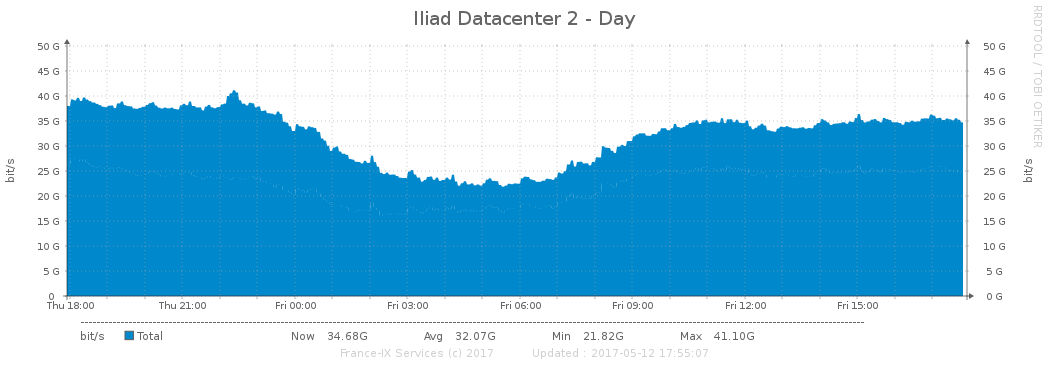 Iliad Datacenter 2 - Day
RRDTOOL / TOBI OETIKER
50 G 50 G
45 G 45 G
40 G 40 G
35 G 35 G
30 G 30 G
25 G 25 G
20 G 20 G
15 G 15 G
10 G 10 G
5 G 5 G
0 0 G
bit/s bit/s
Thu 18:00 Thu 21:00 Fri 00:00 Fri 03:00 Fri 06:00 Fri 09:00 Fri 12:00 Fri 15:00
bit/s Total Now 34.68G Avg 32.07G Min 21.82G Max 41.10G
France-IX Services (c) 2017 Updated : 2017-05-12 17:55:07